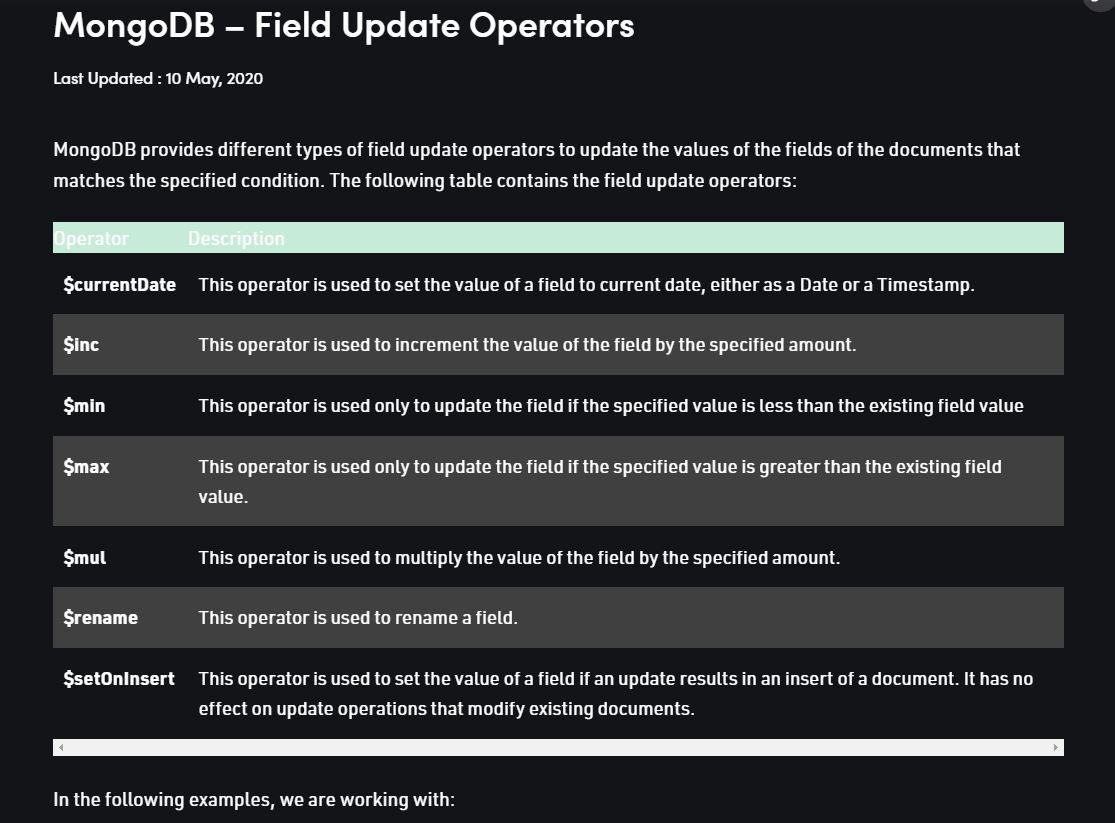 MongoDB – Field Update Operators
Last Updated : 10 May, 2020
MongoDB provides different types of field update operators to update the values of the fields of the documents that
matches the specified condition. The following table contains the field update operators:
Operator Description
$currentDate This operator is used to set the value of a field to current date, either as a Date or a Timestamp.
$inc This operator is used to increment the value of the field by the specified amount.
$min This operator is used only to update the field if the specified value is less than the existing field value
$max This operator is used only to update the field if the specified value is greater than the existing field
value.
$mul This operator is used to multiply the value of the field by the specified amount.
$rename This operator is used to rename a field.
$setOnInsert This operator is used to set the value of a field if an update results in an insert of a document. It has no
effect on update operations that modify existing documents.
In the following examples, we are working with: